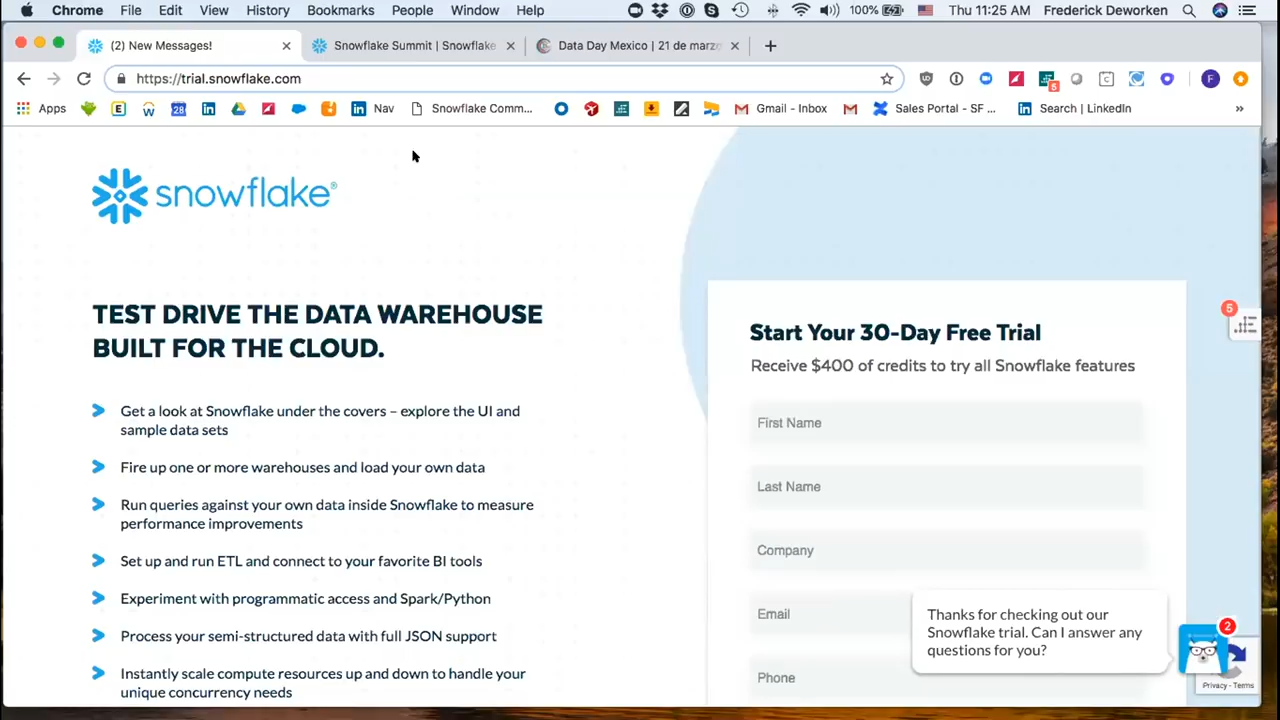 Chrome File Edit View History Bookmarks People Window Help 100% Thu 11:25 AM Frederick Deworken
(2) New Messages! Snowflake Summit | Snowflake Data Day Mexico | 21 de marzo
https://trial.snowflake.com
5
F
Apps E 28 Nav Snowflake Comm... Gmail - Inbox Sales Portal - SF ... Search | LinkedIn »
snowflake®
TEST DRIVE THE DATA WAREHOUSE
BUILT FOR THE CLOUD.
Get a look at Snowflake under the covers – explore the UI and
sample data sets
Fire up one or more warehouses and load your own data
Run queries against your own data inside Snowflake to measure
performance improvements
Set up and run ETL and connect to your favorite BI tools
Experiment with programmatic access and Spark/Python
Process your semi-structured data with full JSON support
Instantly scale compute resources up and down to handle your
unique concurrency needs
Start Your 30-Day Free Trial
Receive $400 of credits to try all Snowflake features
First Name
Last Name
Company
Email
Phone
5
Thanks for checking out our
Snowflake trial. Can I answer any
questions for you?
2
Privacy - Terms